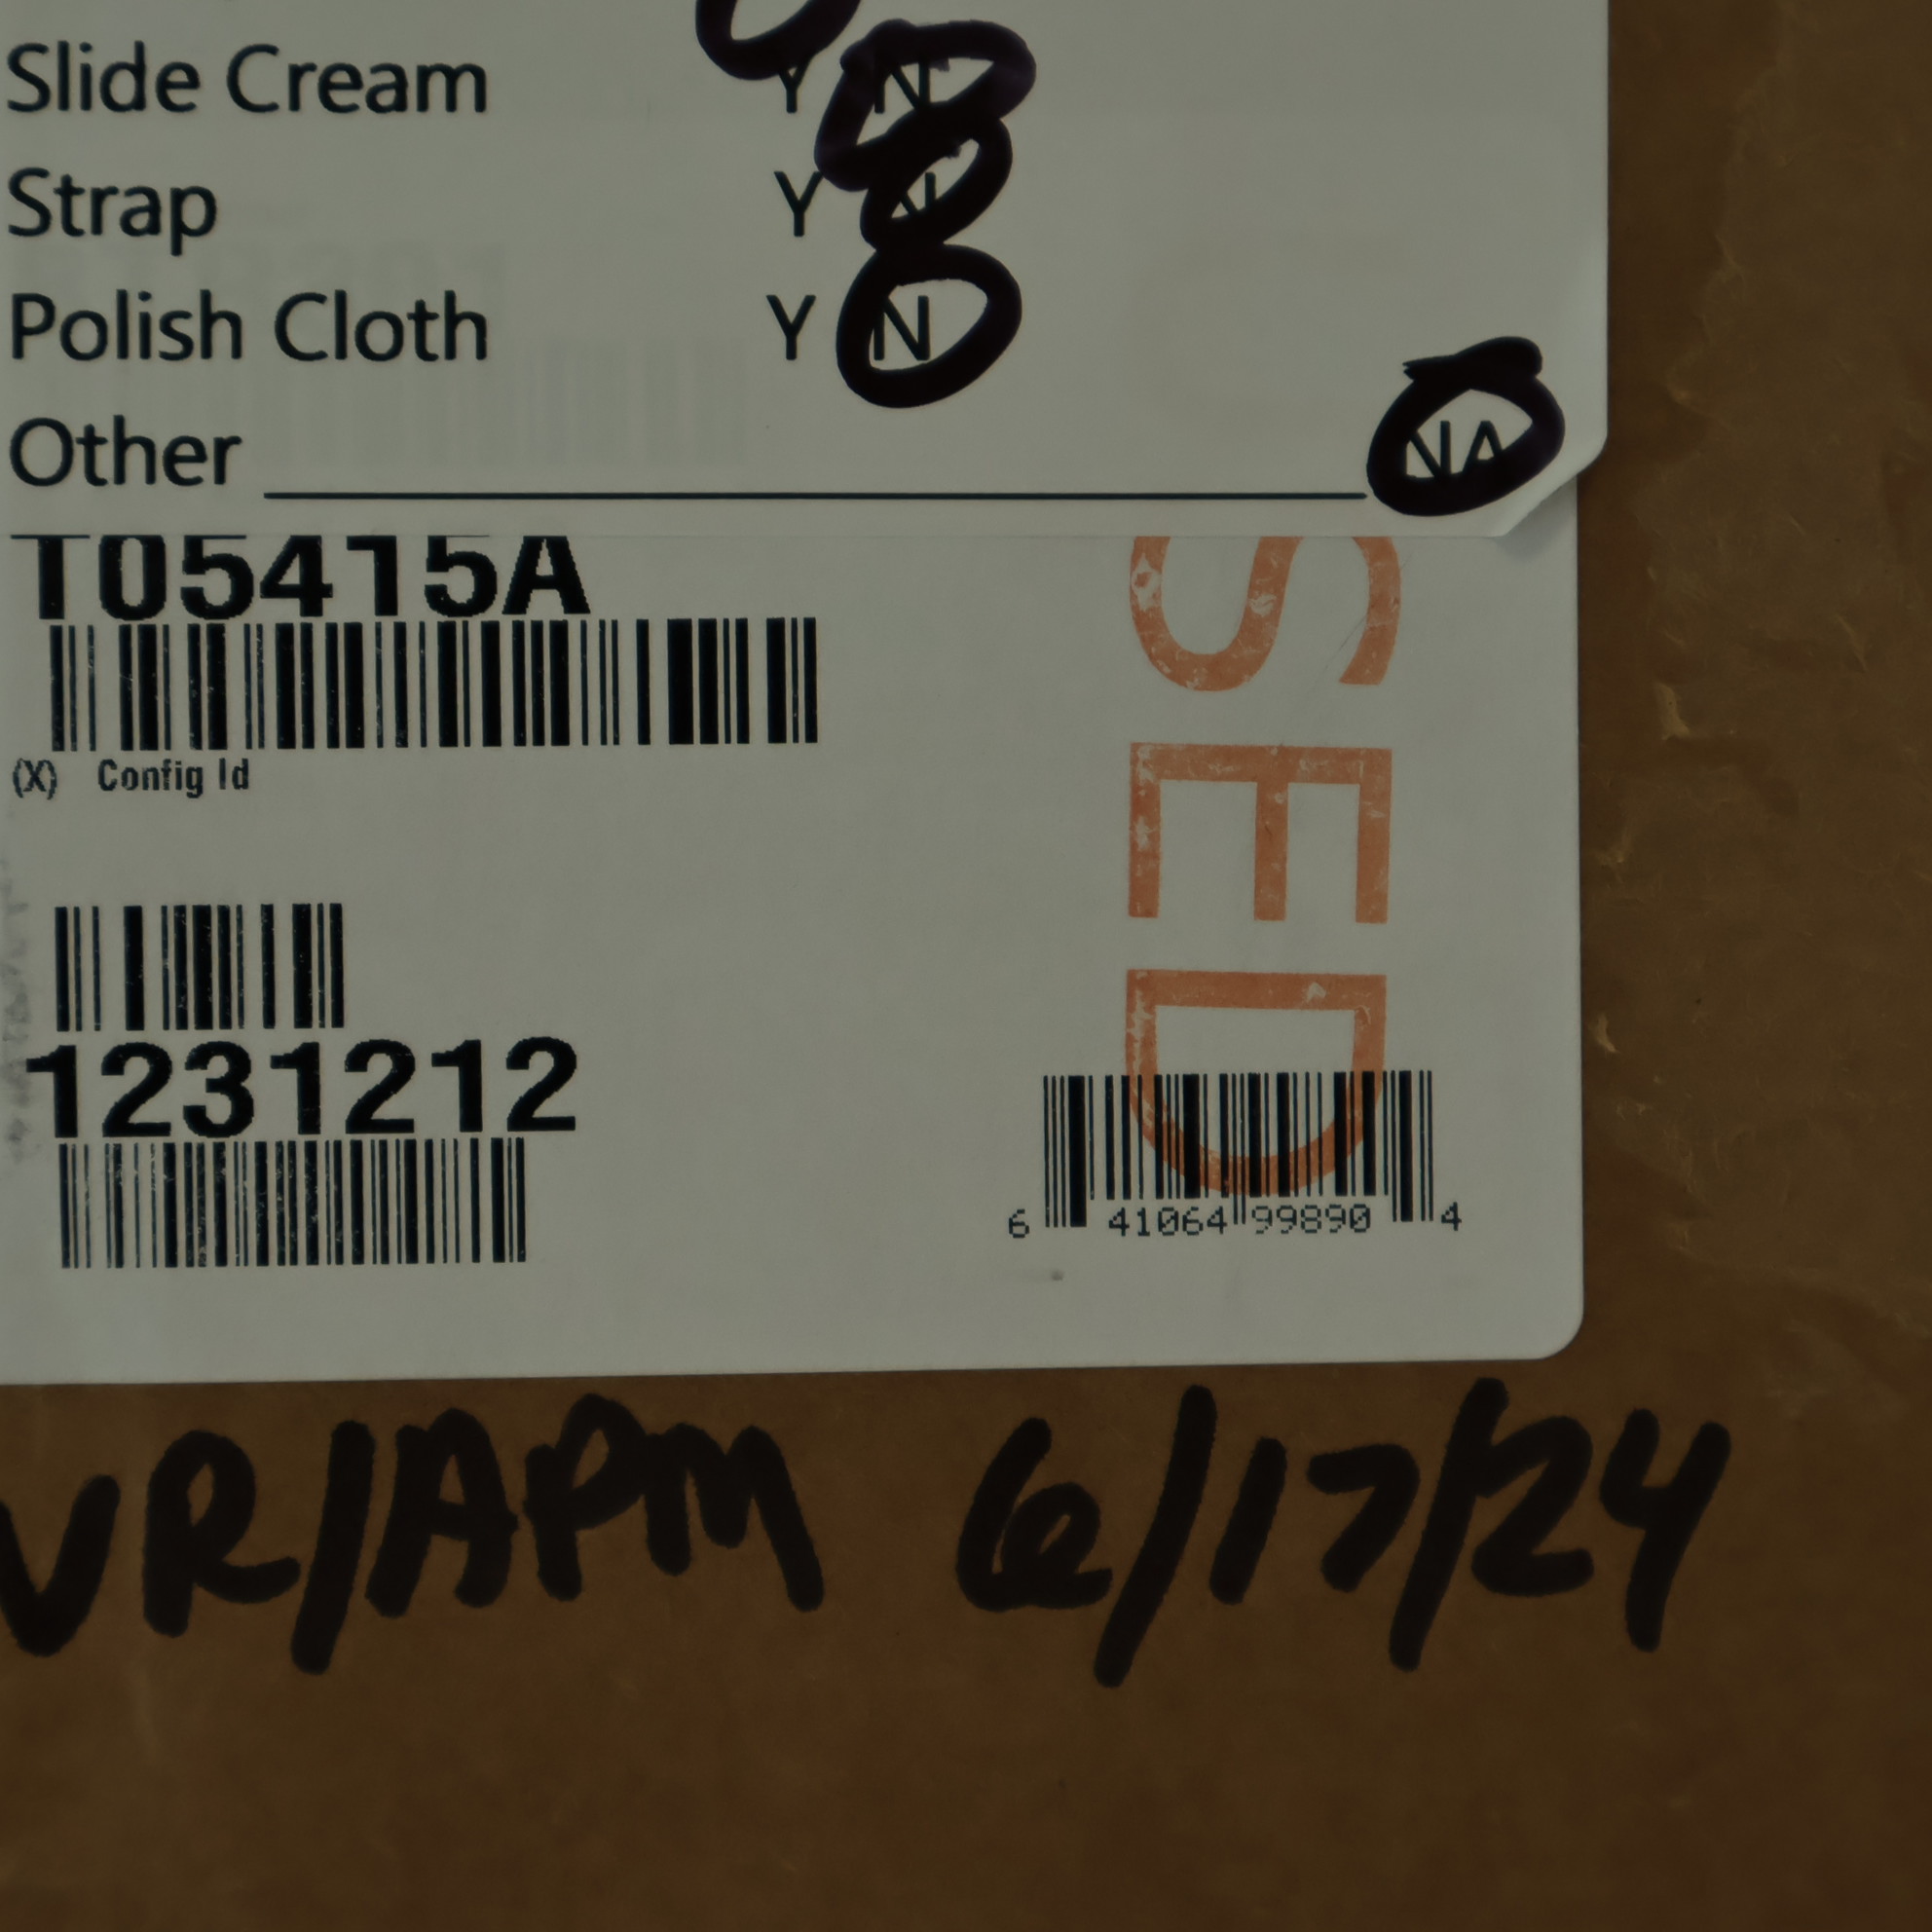 Slide Cream Y N
Strap Y N
Polish Cloth Y N
Other NA
T05415A
(X) Config Id
1231212
SED
6 41064 99890 4
VR/APM 6/17/24